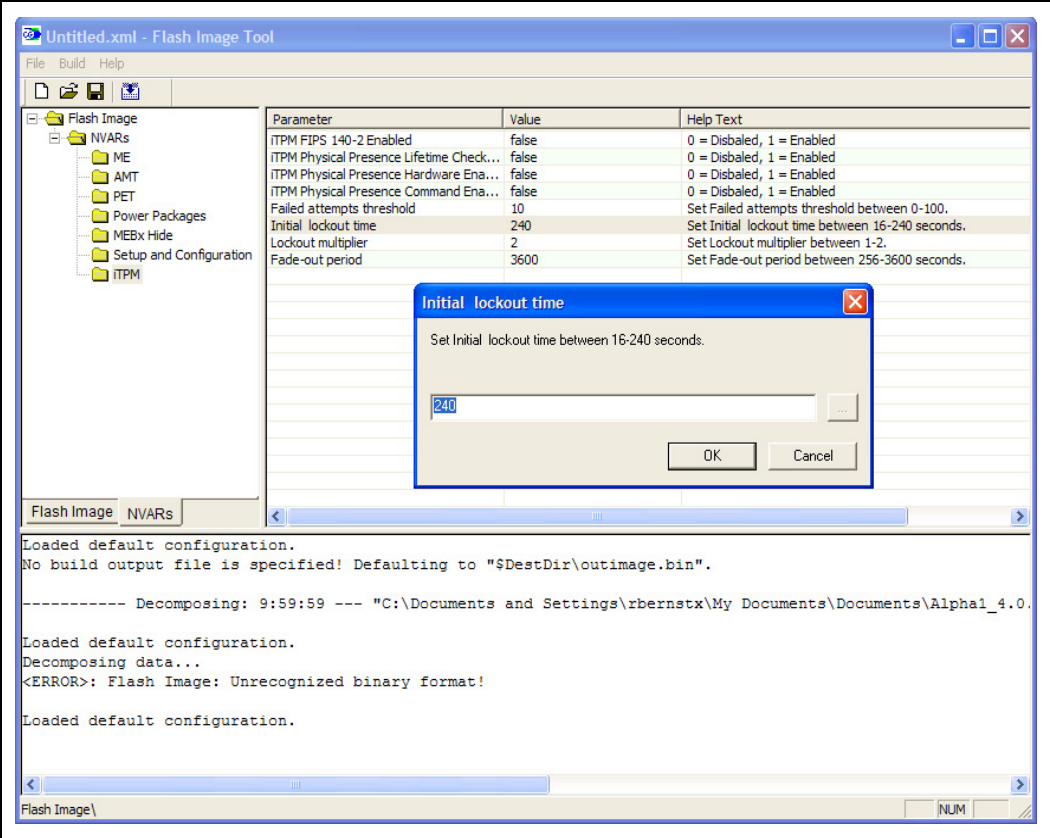 Untitled.xml - Flash Image Tool
File Build Help
Flash Image
NVARs
ME
AMT
PET
Power Packages
MEBx Hide
Setup and Configuration
iTPM
Flash Image NVARs
Parameter Value Help Text
iTPM FIPS 140-2 Enabled false 0 = Disbaled, 1 = Enabled
iTPM Physical Presence Lifetime Check... false 0 = Disbaled, 1 = Enabled
iTPM Physical Presence Hardware Ena... false 0 = Disbaled, 1 = Enabled
iTPM Physical Presence Command Ena... false 0 = Disbaled, 1 = Enabled
Failed attempts threshold 10 Set Failed attempts threshold between 0-100.
Initial lockout time 240 Set Initial lockout time between 16-240 seconds.
Lockout multiplier 2 Set Lockout multiplier between 1-2.
Fade-out period 3600 Set Fade-out period between 256-3600 seconds.
Initial lockout time
Set Initial lockout time between 16-240 seconds.
240
...
OK Cancel
Loaded default configuration.
No build output file is specified! Defaulting to "$DestDir\outimage.bin".
----------- Decomposing: 9:59:59 --- "C:\Documents and Settings\rbernstx\My Documents\Documents\Alpha1_4.0.
Loaded default configuration.
Decomposing data...
<ERROR>: Flash Image: Unrecognized binary format!
Loaded default configuration.
Flash Image\ NUM